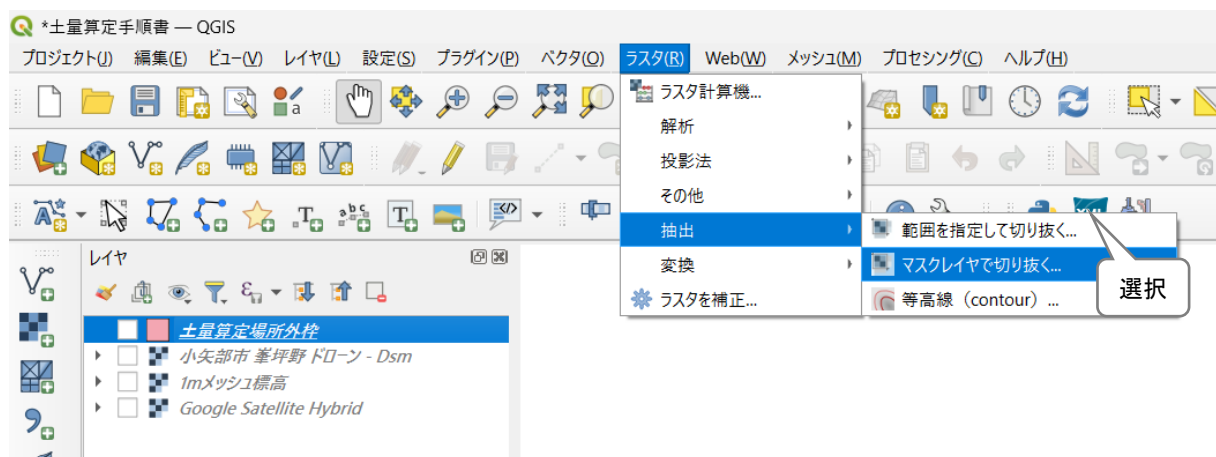 *土量算定手順書 — QGIS
プロジェクト(J) 編集(E) ビュー(V) レイヤ(L) 設定(S) プラグイン(P) ベクタ(O) ラスタ(R) Web(W) メッシュ(M) プロセシング(C) ヘルプ(H)
ラスタ計算機...
解析
投影法
その他
抽出
範囲を指定して切り抜く...
変換
マスクレイヤで切り抜く...
選択
ラスタを補正...
等高線（contour）...
レイヤ
土量算定場所外枠
小矢部市 峯坪野 ドローン - Dsm
1mメッシュ標高
Google Satellite Hybrid